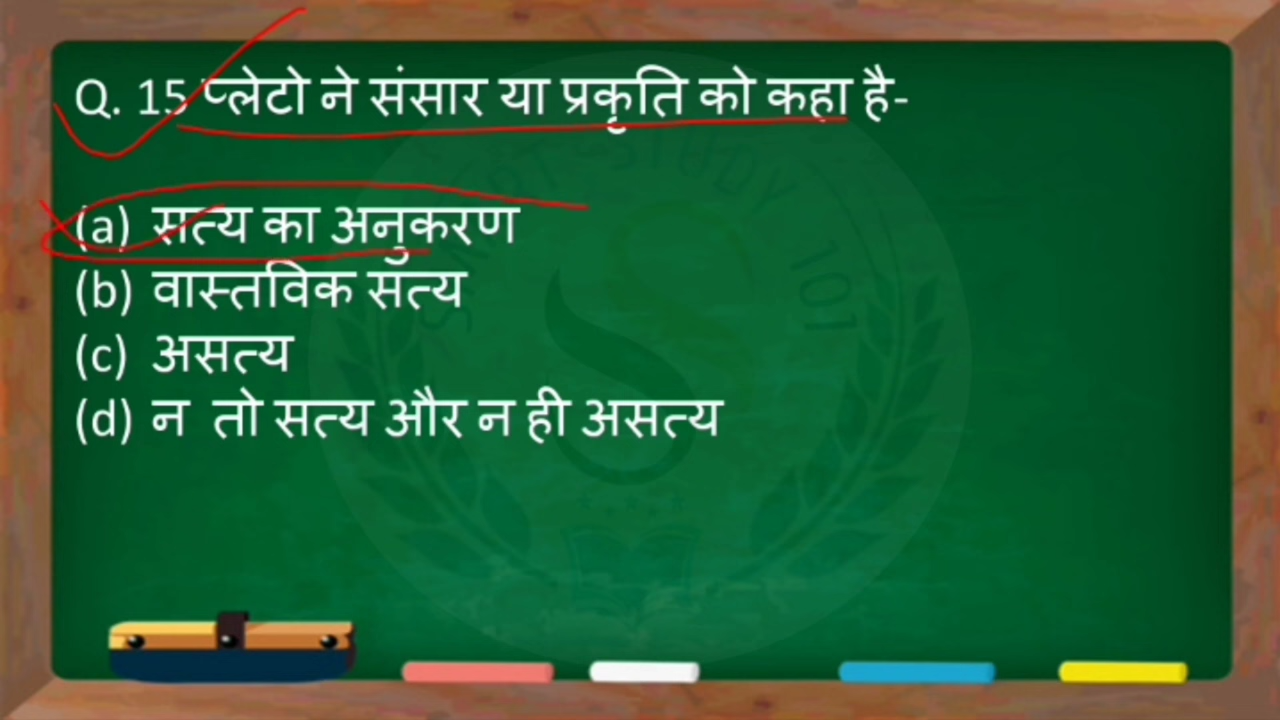 Q. 15 प्लेटो ने संसार या प्रकृति को कहा है-
(a) सत्य का अनुकरण
(b) वास्तविक सत्य
(c) असत्य
(d) न तो सत्य और न ही असत्य